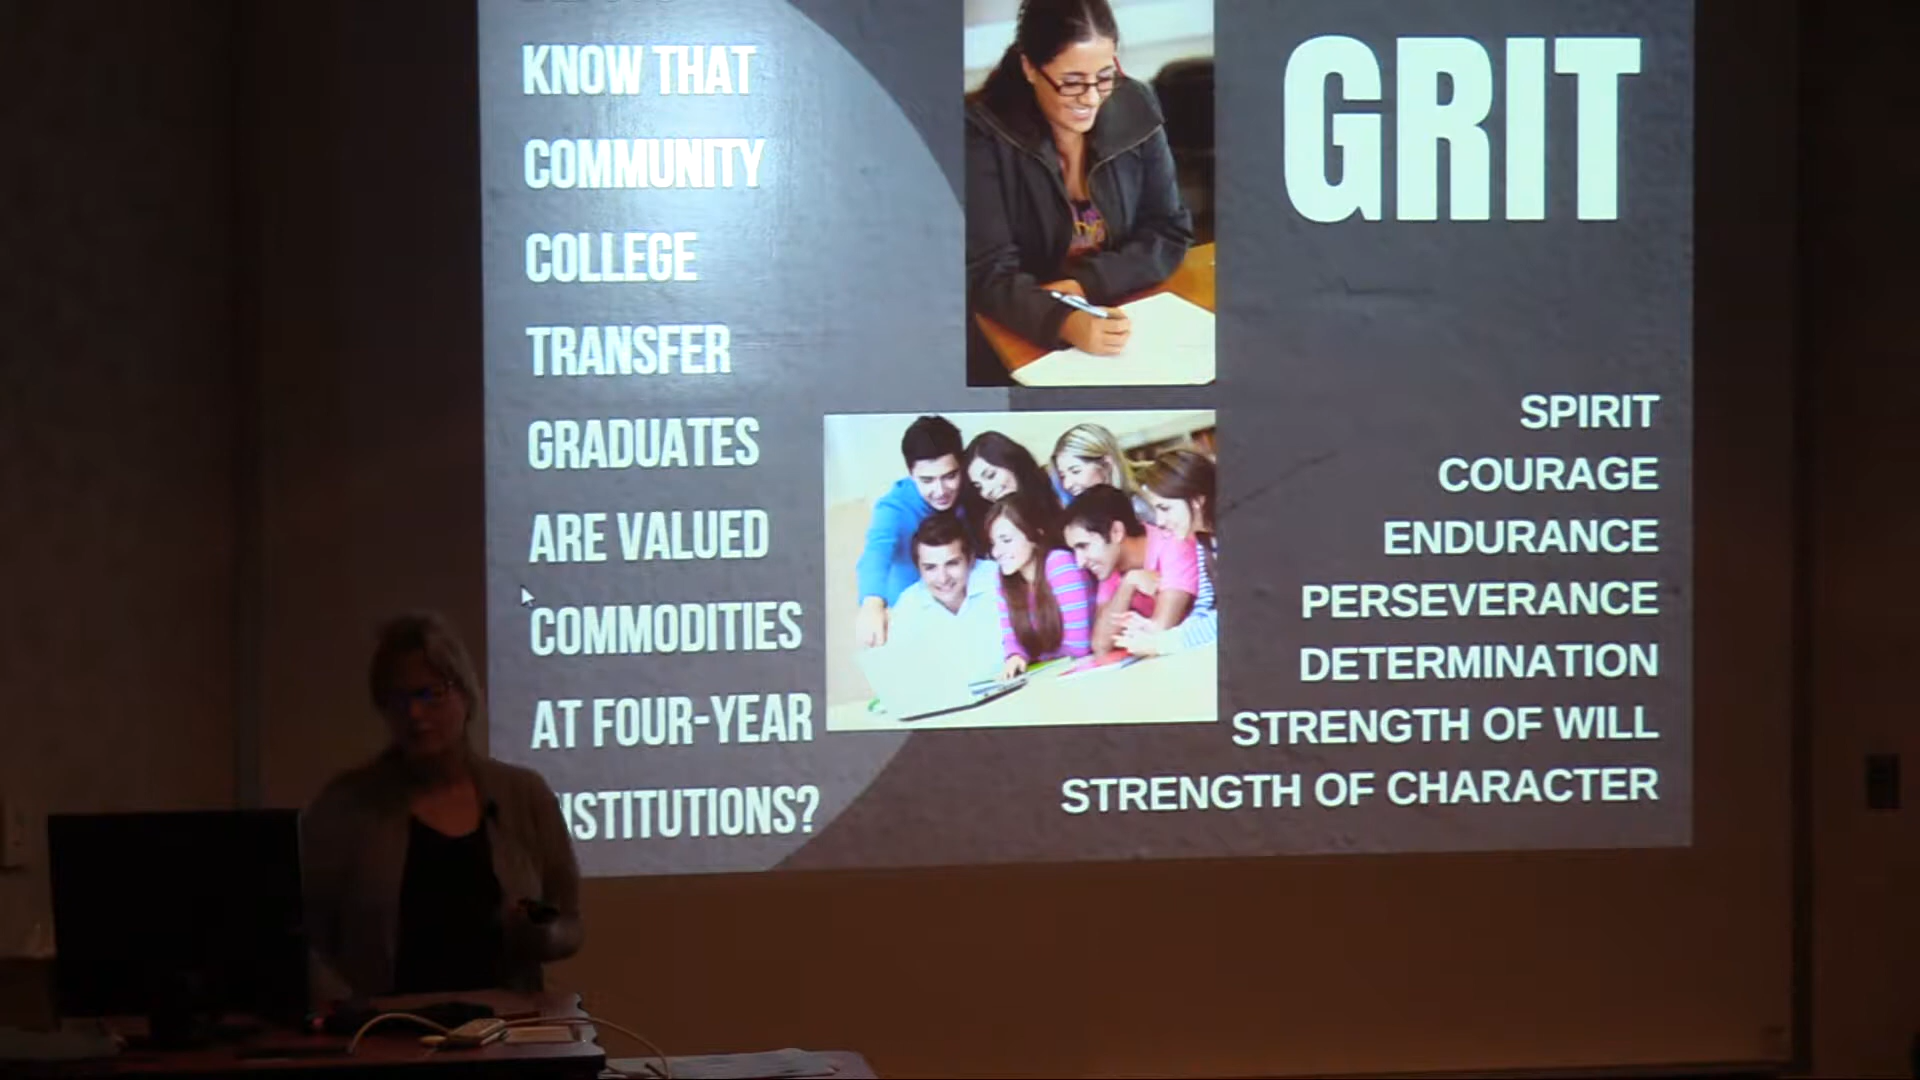 KNOW THAT
COMMUNITY
COLLEGE
TRANSFER
GRADUATES
ARE VALUED
COMMODITIES
AT FOUR-YEAR
INSTITUTIONS?
GRIT
SPIRIT
COURAGE
ENDURANCE
PERSEVERANCE
DETERMINATION
STRENGTH OF WILL
STRENGTH OF CHARACTER